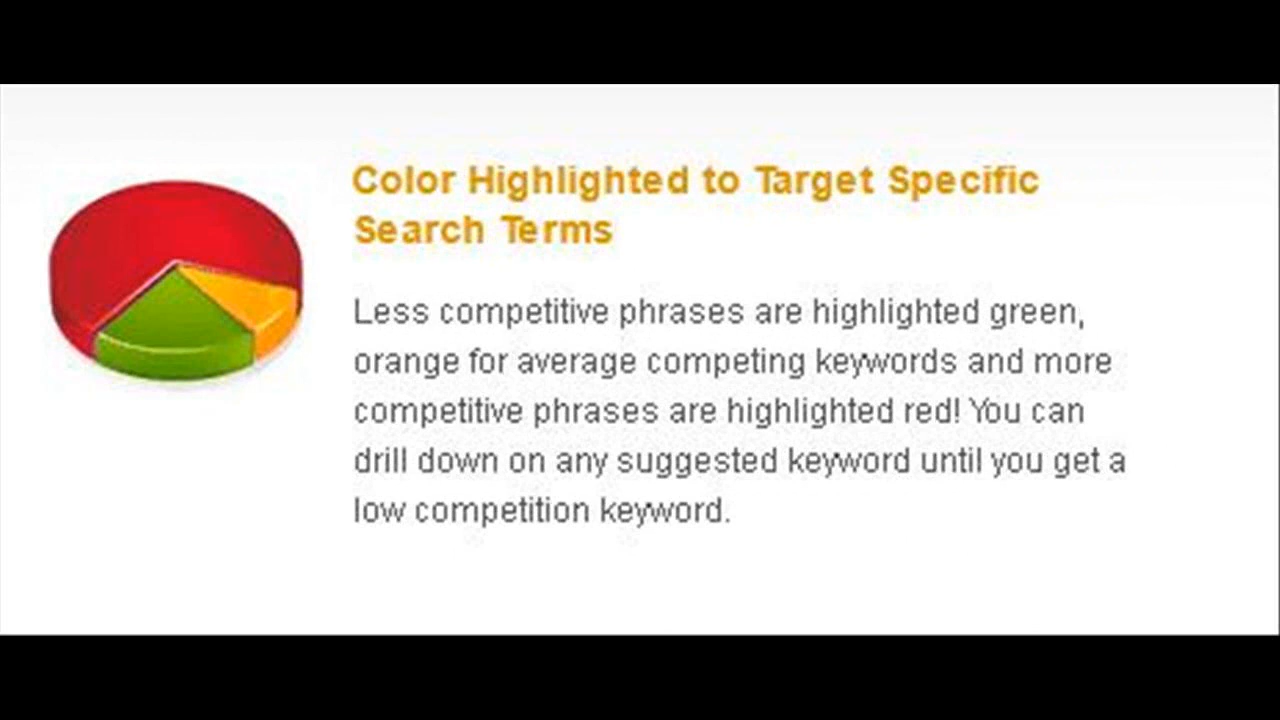 Color Highlighted to Target Specific
Search Terms
Less competitive phrases are highlighted green,
orange for average competing keywords and more
competitive phrases are highlighted red! You can
drill down on any suggested keyword until you get a
low competition keyword.